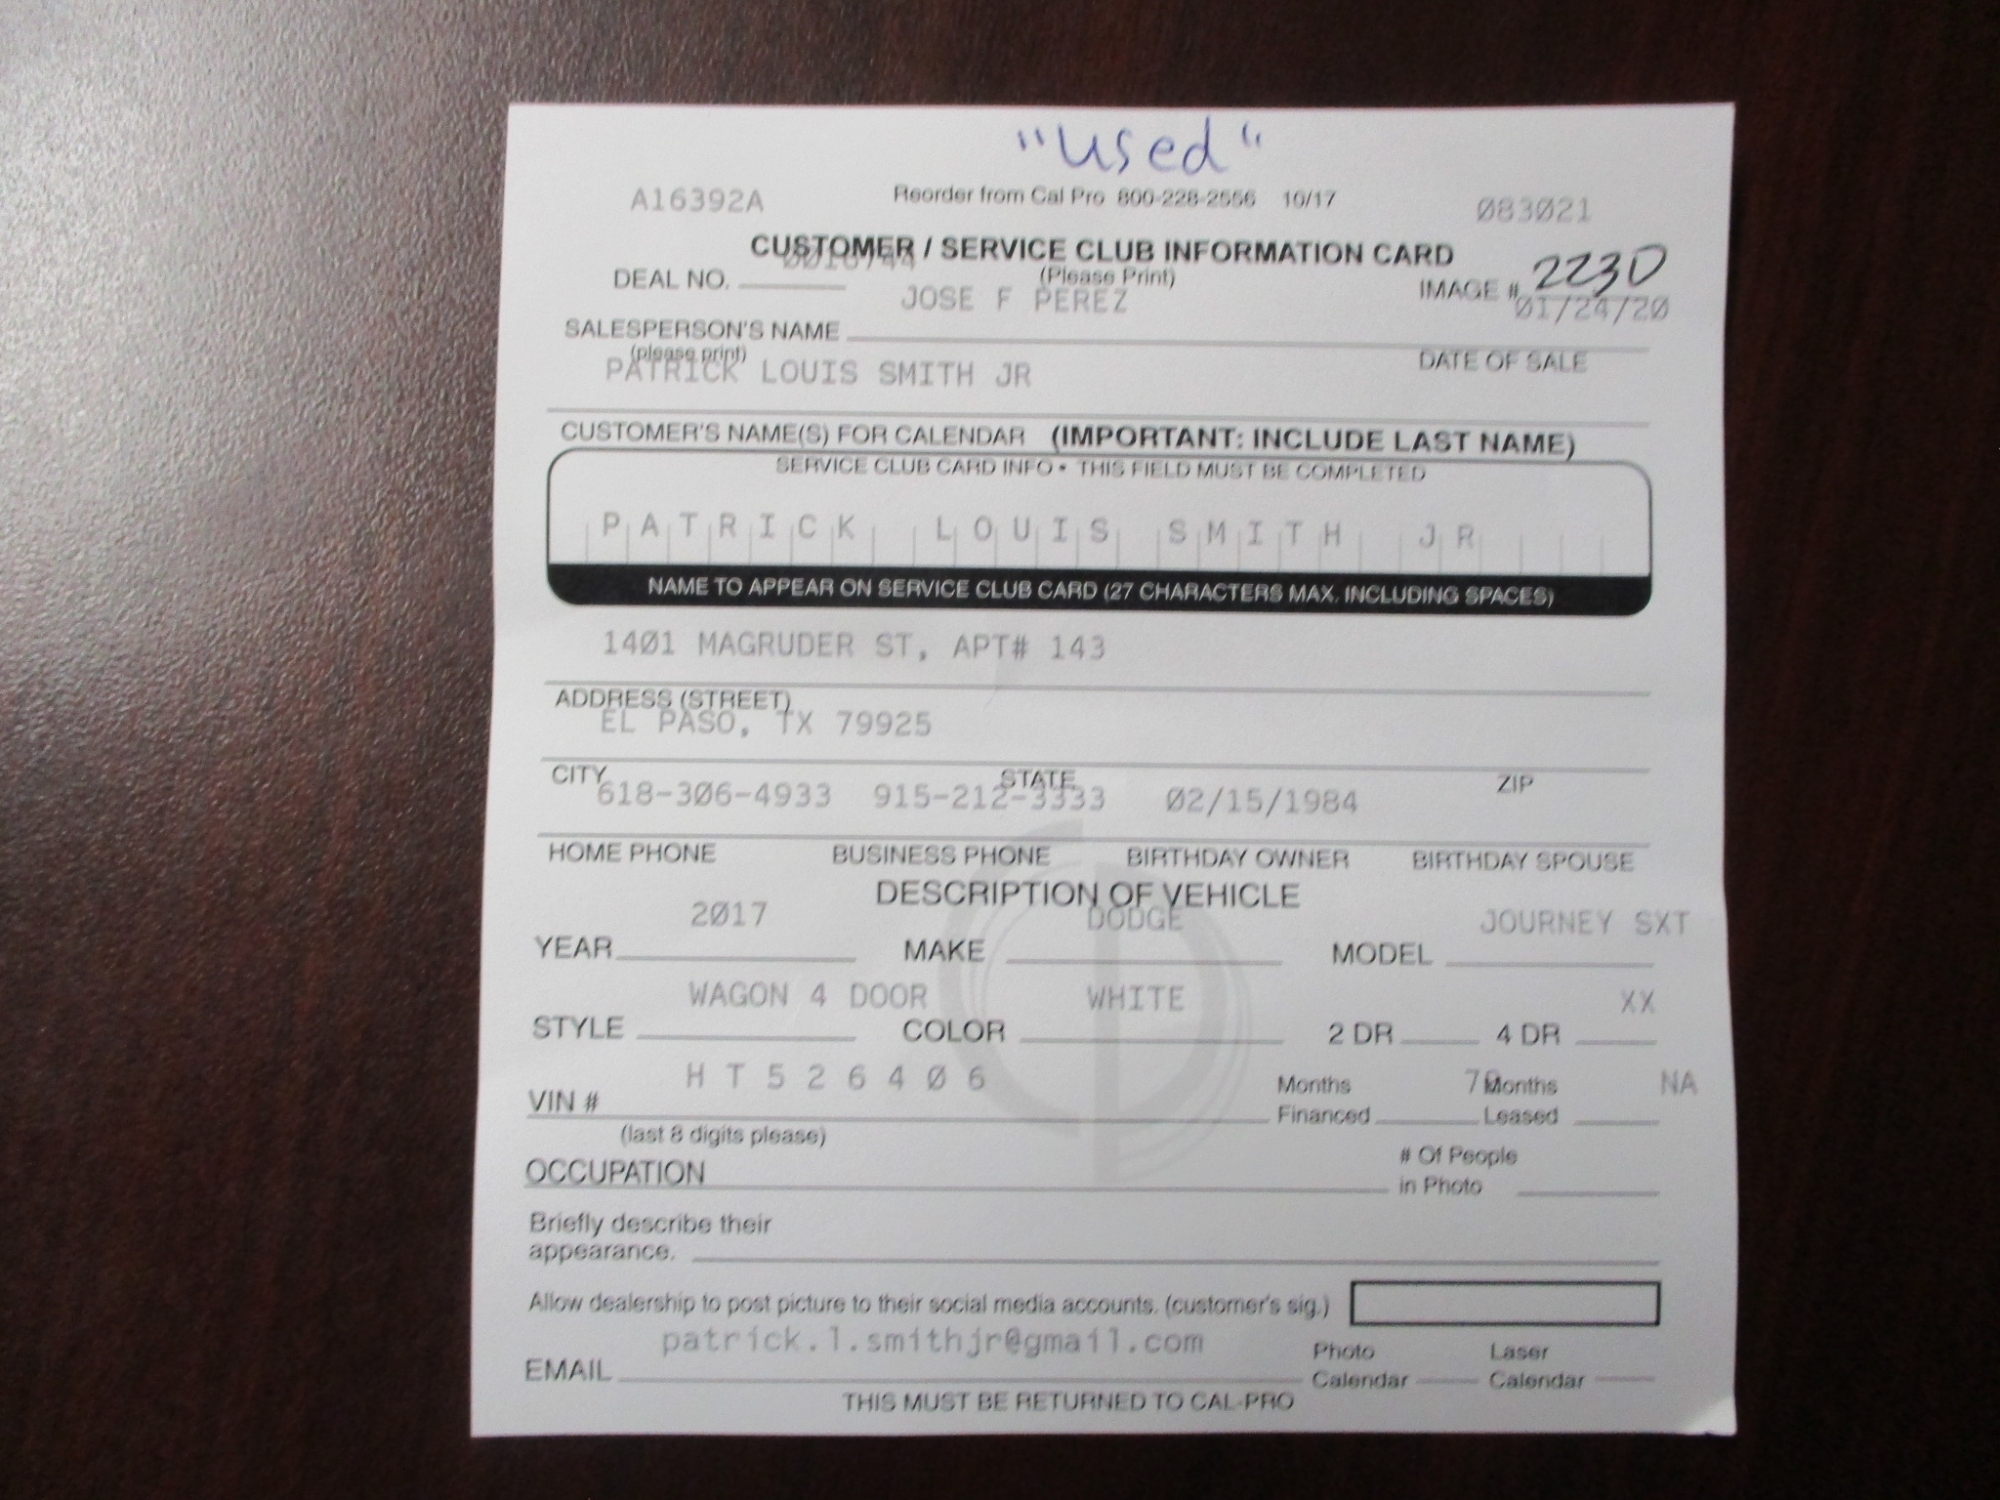 "Used"
A16392A Reorder from Cal Pro 800-228-2556 10/17 083021
CUSTOMER / SERVICE CLUB INFORMATION CARD
DEAL NO. (Please Print) IMAGE # 2230
JOSE F PEREZ 01/24/20
SALESPERSON'S NAME
(please print) DATE OF SALE
PATRICK LOUIS SMITH JR
CUSTOMER'S NAME(S) FOR CALENDAR (IMPORTANT: INCLUDE LAST NAME)
SERVICE CLUB CARD INFO • THIS FIELD MUST BE COMPLETED
PATRICK LOUIS SMITH JR
NAME TO APPEAR ON SERVICE CLUB CARD (27 CHARACTERS MAX. INCLUDING SPACES)
1401 MAGRUDER ST, APT# 143
ADDRESS (STREET)
EL PASO, TX 79925
CITY STATE ZIP
618-306-4933 915-212-3333 02/15/1984
HOME PHONE BUSINESS PHONE BIRTHDAY OWNER BIRTHDAY SPOUSE
DESCRIPTION OF VEHICLE
2017 DODGE JOURNEY SXT
YEAR MAKE MODEL
WAGON 4 DOOR WHITE XX
STYLE COLOR 2 DR 4 DR
HT526406 Months Months NA
VIN # Financed Leased
(last 8 digits please)
OCCUPATION # Of People
in Photo
Briefly describe their
appearance.
Allow dealership to post picture to their social media accounts. (customer's sig.)
patrick.l.smithjr@gmail.com Photo Laser
EMAIL Calendar Calendar
THIS MUST BE RETURNED TO CAL-PRO